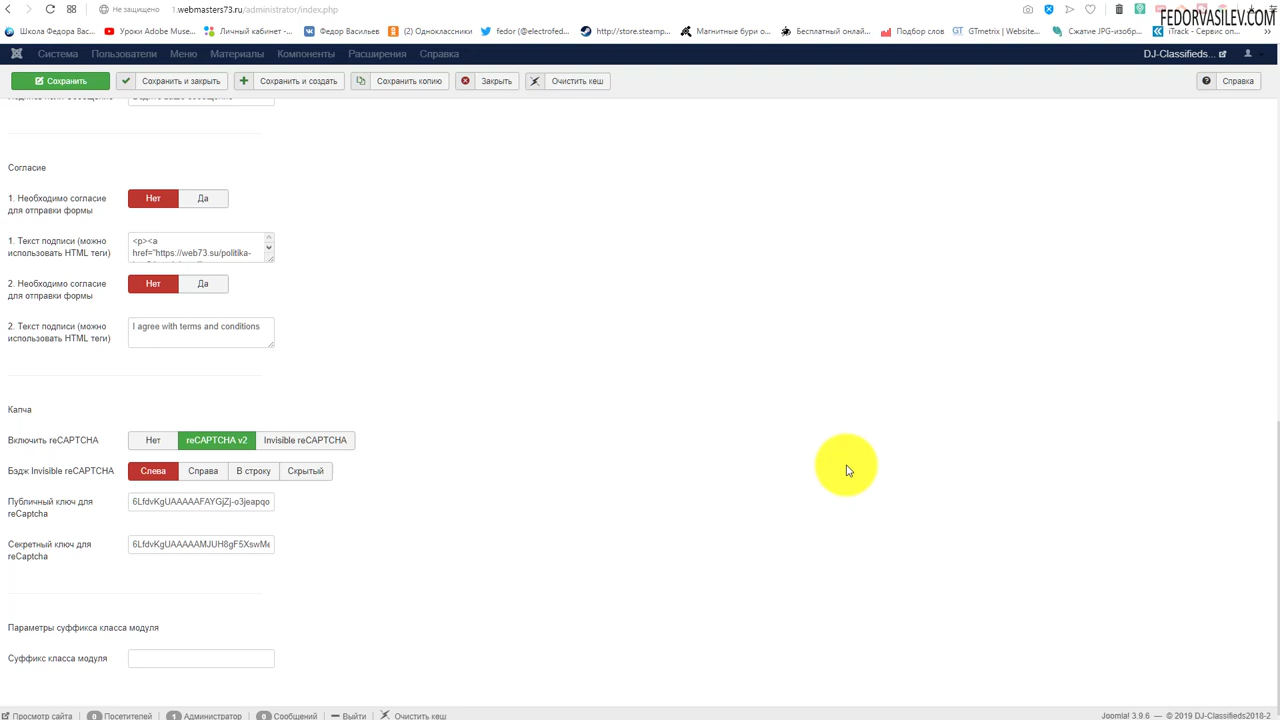 FEDORVASILEV.COM
Не защищено 1.webmasters73.ru/administrator/index.php
Школа Федора Вас... Уроки Adobe Muse... Личный кабинет -... Федор Васильев (2) Одноклассники fedor (@electrofed... http://store.steamp... Магнитные бури о... Бесплатный онлай... Подбор слов GTmetrix | Website... Сжатие JPG-изобр... iTrack - Сервис оп...
Система Пользователи Меню Материалы Компоненты Расширения Справка DJ-Classifieds...
Сохранить Сохранить и закрыть Сохранить и создать Сохранить копию Закрыть Очистить кеш Справка
Согласие
1. Необходимо согласие
для отправки формы
Нет Да
1. Текст подписи (можно
использовать HTML теги)
<p><a
href="https://web73.su/politika-
2. Необходимо согласие
для отправки формы
Нет Да
2. Текст подписи (можно
использовать HTML теги)
I agree with terms and conditions
Капча
Включить reCAPTCHA Нет reCAPTCHA v2 Invisible reCAPTCHA
Бэдж Invisible reCAPTCHA Слева Справа В строку Скрытый
Публичный ключ для
reCaptcha
6LfdvKgUAAAAAFAYGjZj-o3jeapqo
Секретный ключ для
reCaptcha
Параметры суффикса класса модуля
Суффикс класса модуля
Просмотр сайта 0 Посетителей 1 Администратор 0 Сообщений Выйти Очистить кеш Joomla! 3.9.6 — © 2019 DJ-Classifieds2018-2